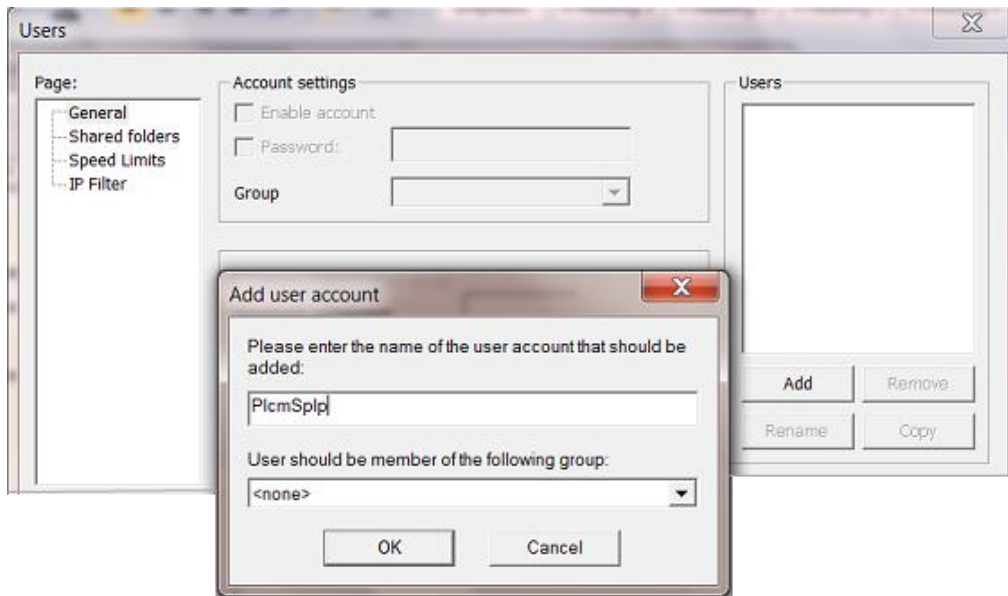 Users
Page:
General
Shared folders
Speed Limits
IP Filter
Account settings
Enable account
Password:
Group
Users
Add
Remove
Rename
Copy
Add user account
Please enter the name of the user account that should be
added:
PlcmSplp
User should be member of the following group:
<none>
OK
Cancel